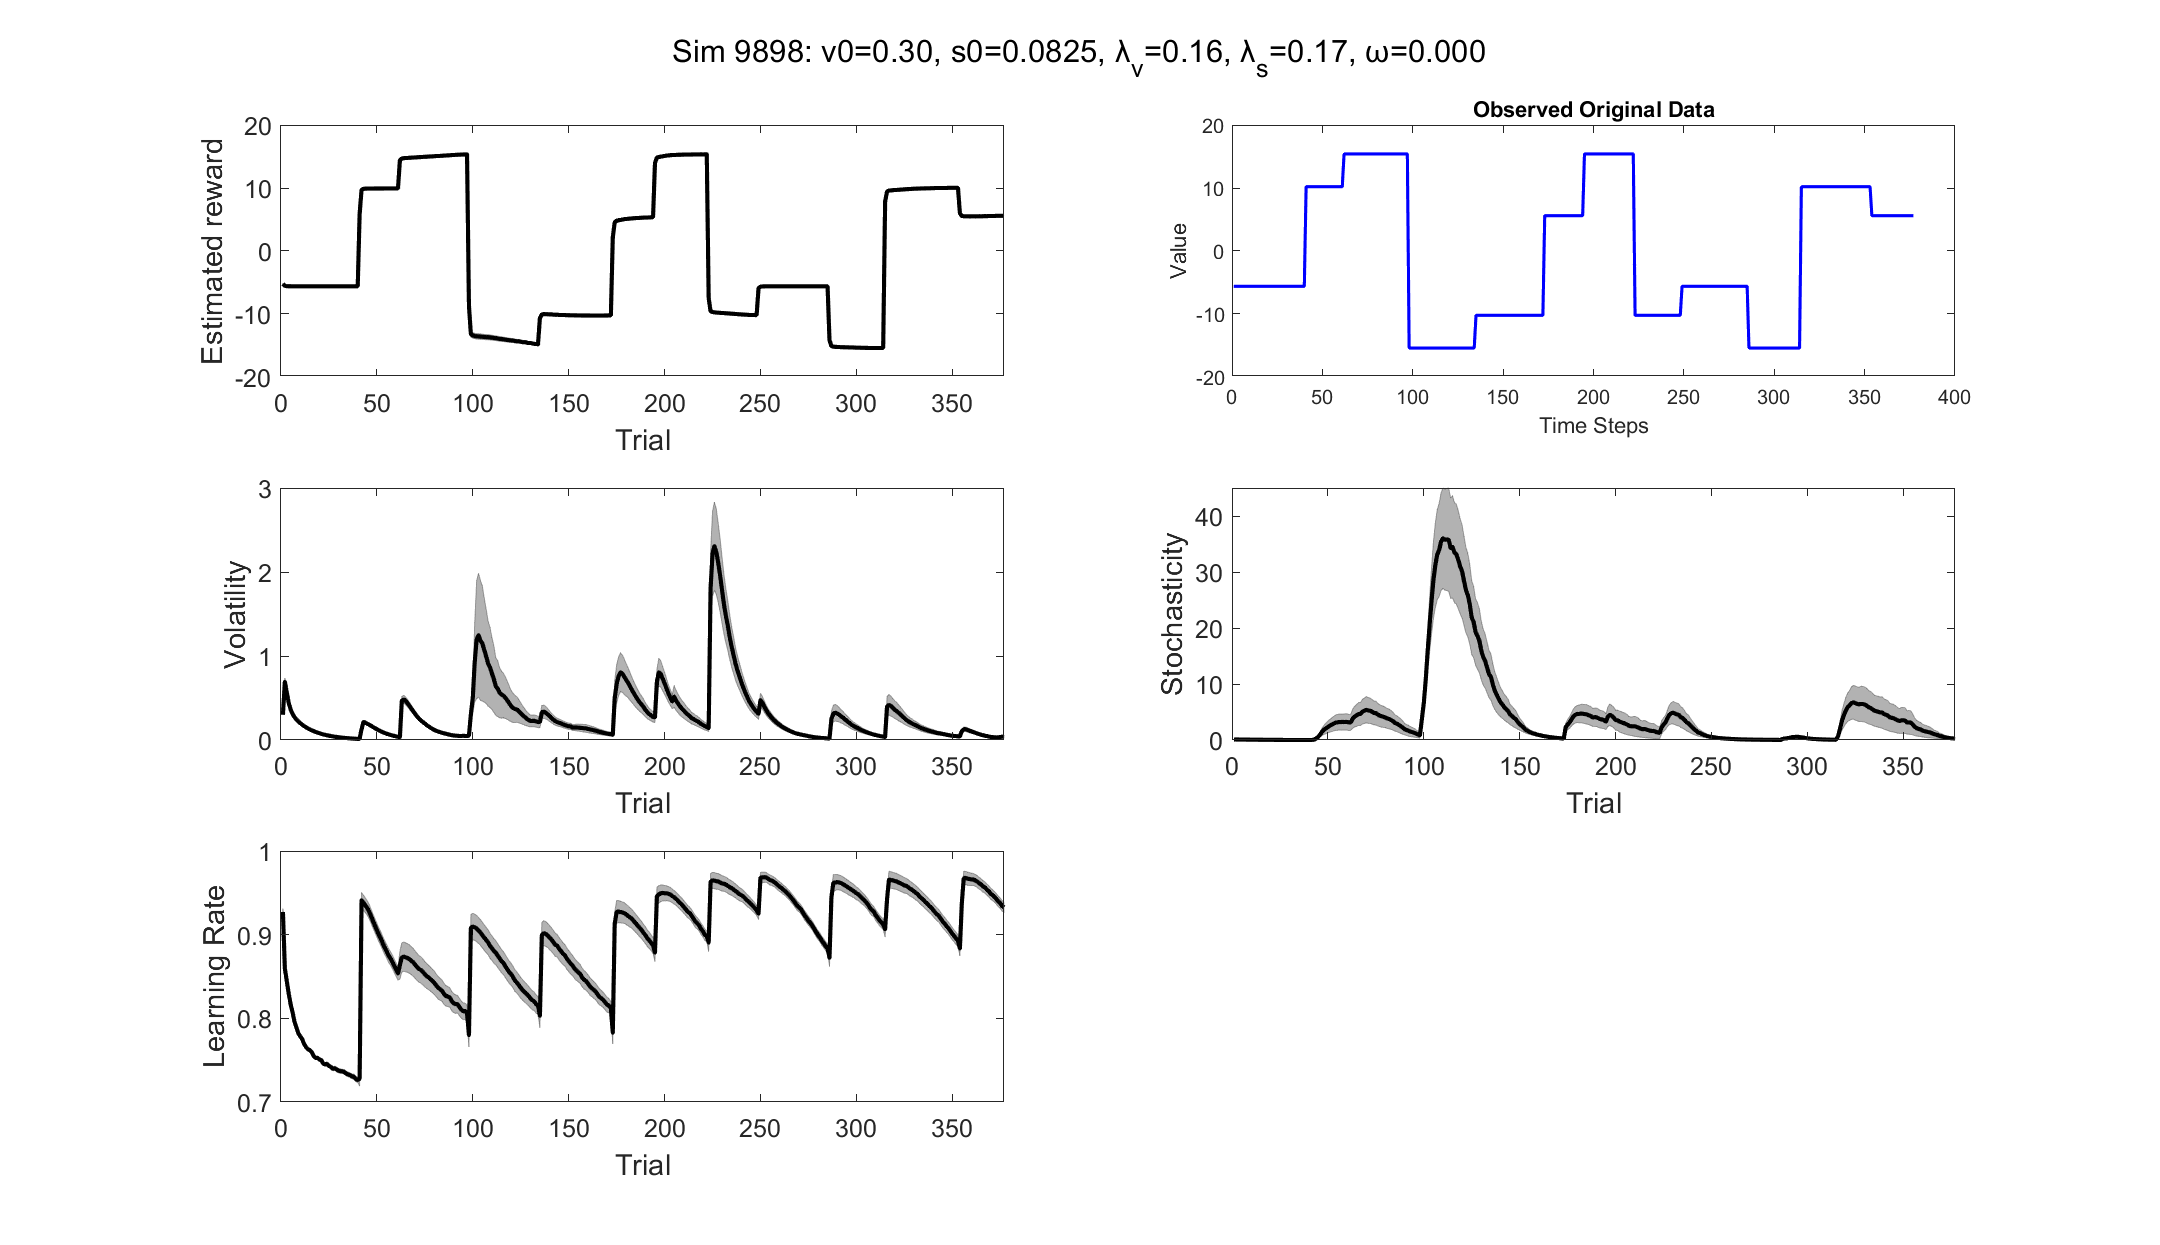 Sim 9898: v0=0.30, s0=0.0825, λv=0.16, λs=0.17, ω=0.000
Estimated reward
20
10
0
-10
-20
0 50 100 150 200 250 300 350
Trial
Observed Original Data
Value
20
10
0
-10
-20
0 50 100 150 200 250 300 350 400
Time Steps
Volatility
3
2
1
0
0 50 100 150 200 250 300 350
Trial
Stochasticity
40
30
20
10
0
0 50 100 150 200 250 300 350
Trial
Learning Rate
1
0.9
0.8
0.7
0 50 100 150 200 250 300 350
Trial